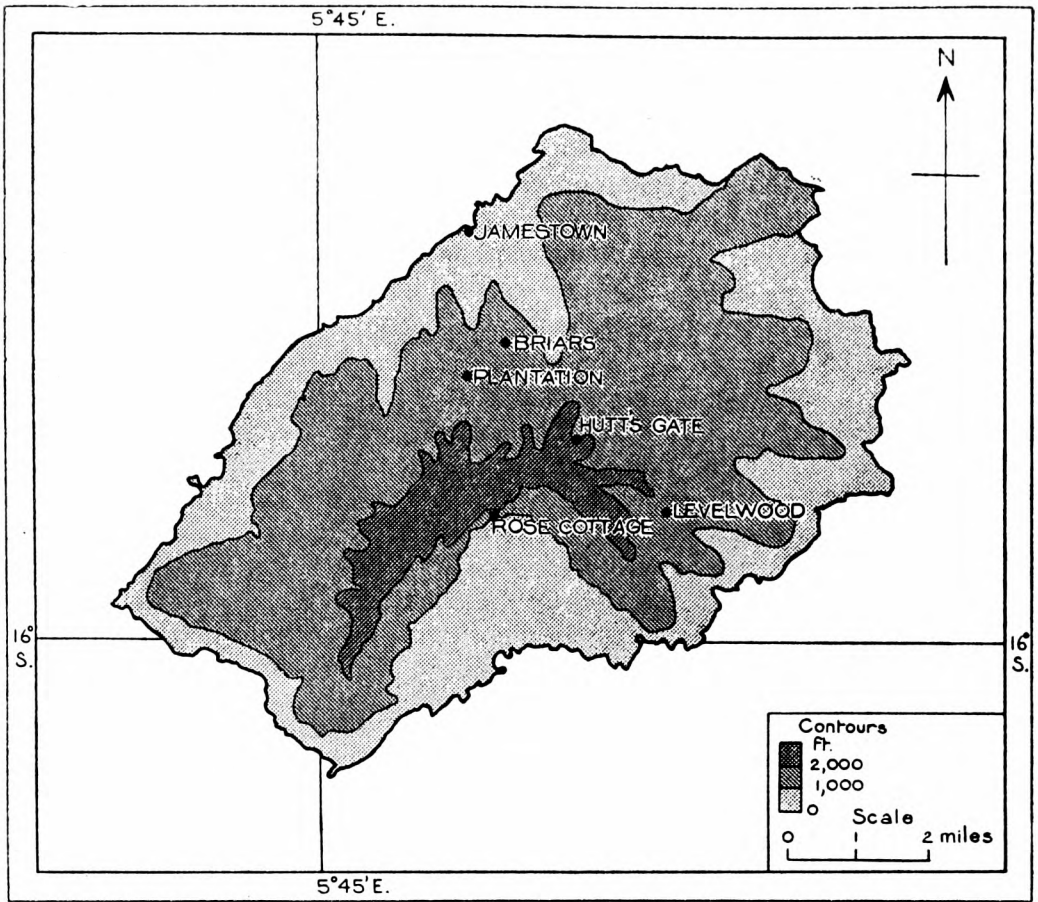 5°45' E.
N
JAMESTOWN
BRIARS
PLANTATION
HUTTS GATE
LEVELWOOD
ROSE COTTAGE
16°
S.
16°
S.
Contours
ft.
2,000
1,000
0
Scale
0 1 2 miles
5°45' E.